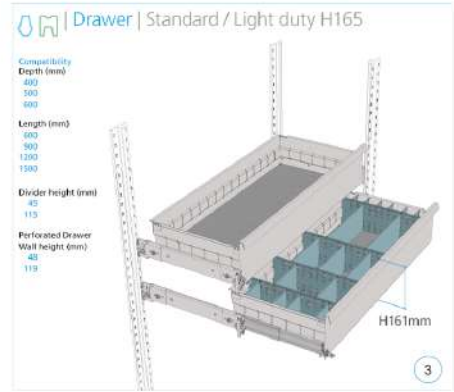 | Drawer | Standard / Light duty H165
Compatibility
Depth (mm)
400
500
600
Length (mm)
600
900
1200
1500
Divider height (mm)
45
115
Perforated Drawer
Wall height (mm)
48
119
H161mm
3